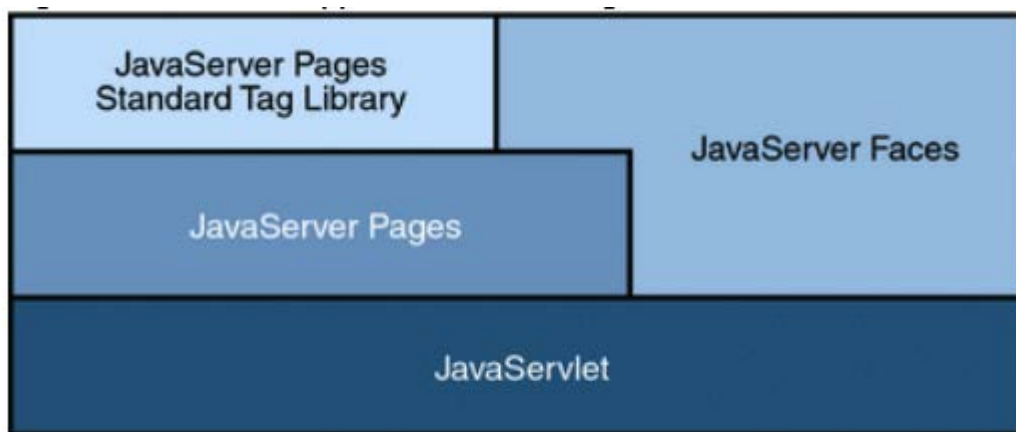 JavaServer Pages
Standard Tag Library
JavaServer Faces
JavaServer Pages
JavaServlet